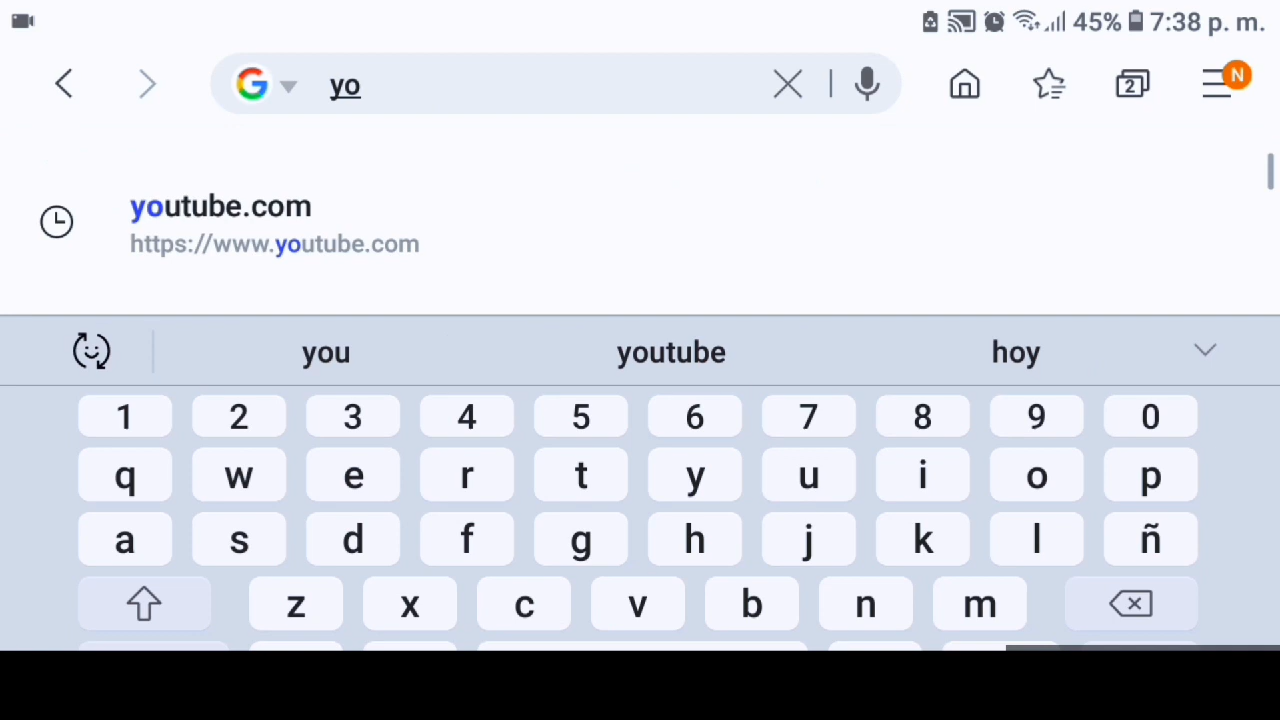 45% 7:38 p. m.
yo
2
N
youtube.com
https://www.youtube.com
you youtube hoy
1 2 3 4 5 6 7 8 9 0
q w e r t y u i o p
a s d f g h j k l ñ
z x c v b n m